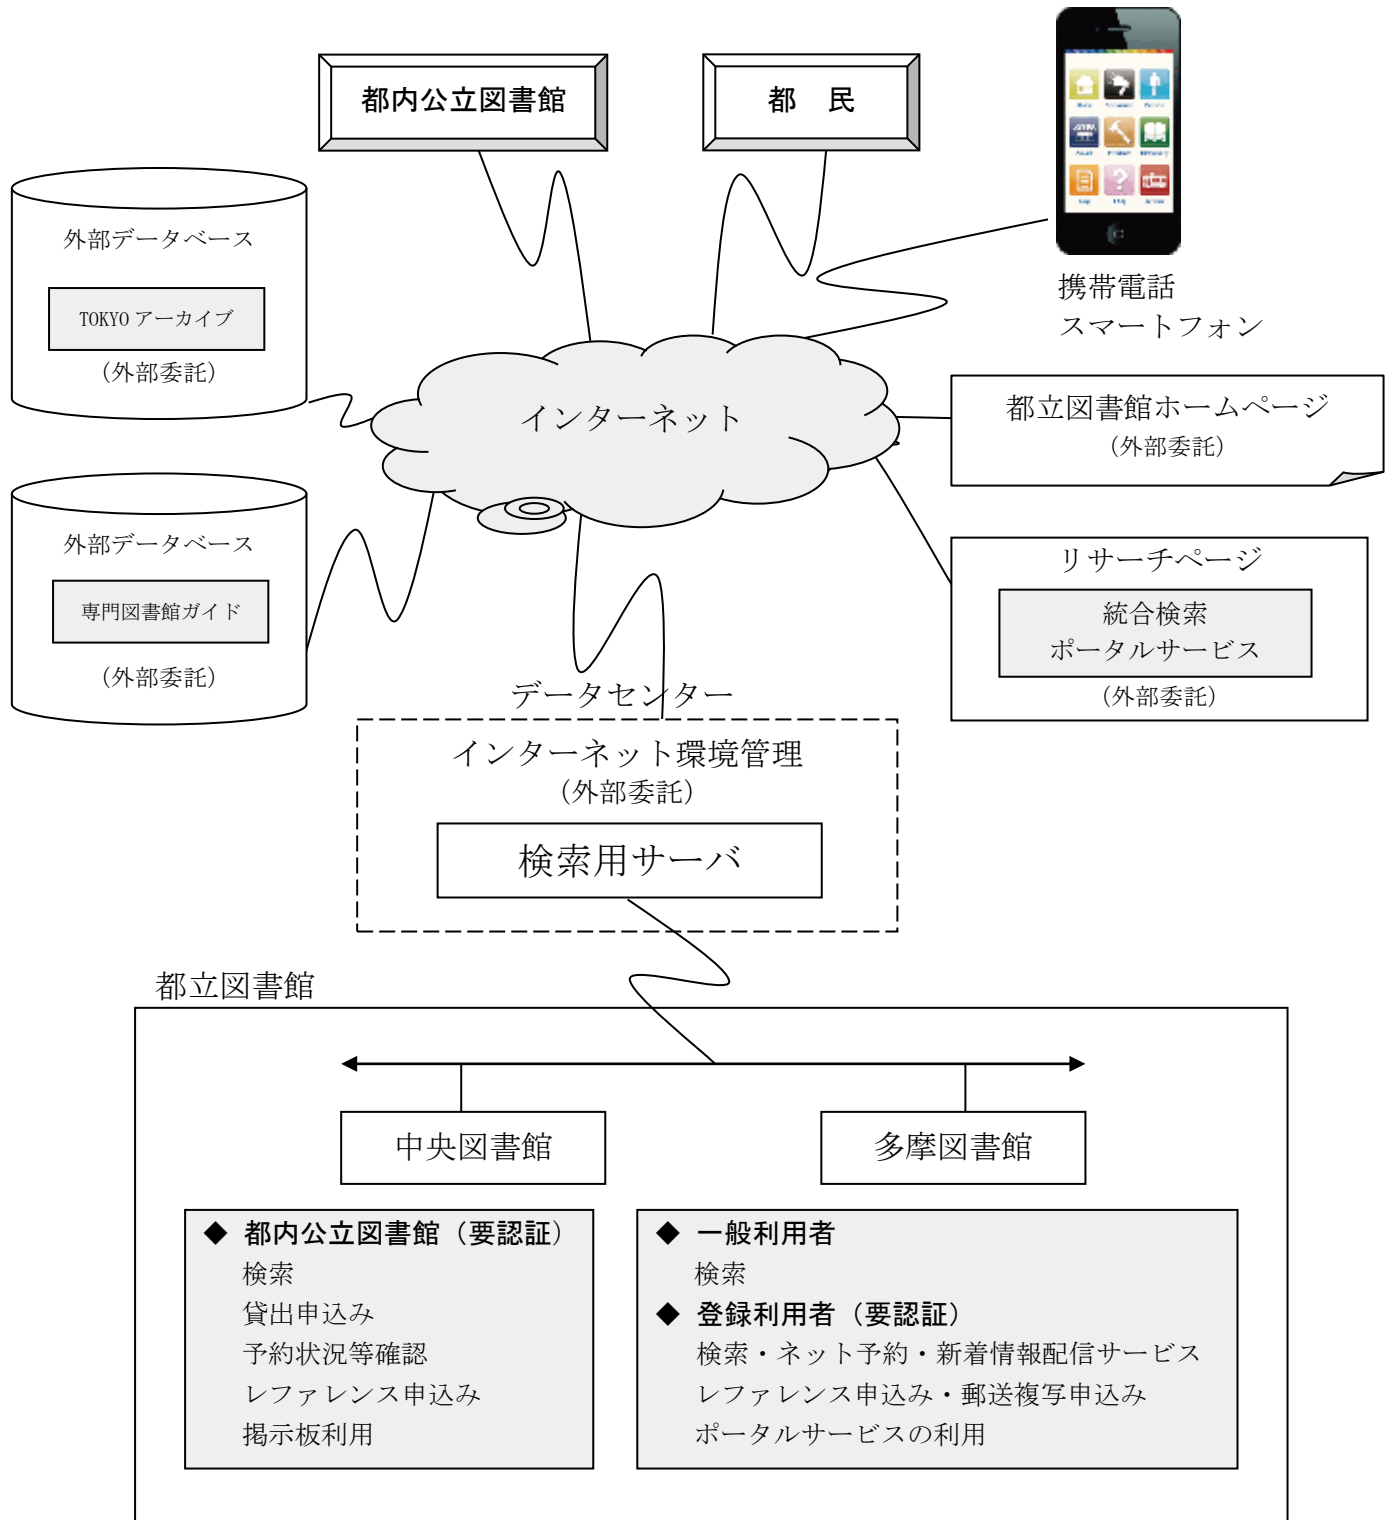 都内公立図書館
都　民
外部データベース
TOKYO アーカイブ
（外部委託）
携帯電話
スマートフォン
インターネット
都立図書館ホームページ
（外部委託）
外部データベース
専門図書館ガイド
（外部委託）
リサーチページ
統合検索
ポータルサービス
（外部委託）
データセンター
インターネット環境管理
（外部委託）
検索用サーバ
都立図書館
中央図書館
多摩図書館
◆ 都内公立図書館（要認証）
検索
貸出申込み
予約状況等確認
レファレンス申込み
掲示板利用
◆ 一般利用者
検索
◆ 登録利用者（要認証）
検索・ネット予約・新着情報配信サービス
レファレンス申込み・郵送複写申込み
ポータルサービスの利用